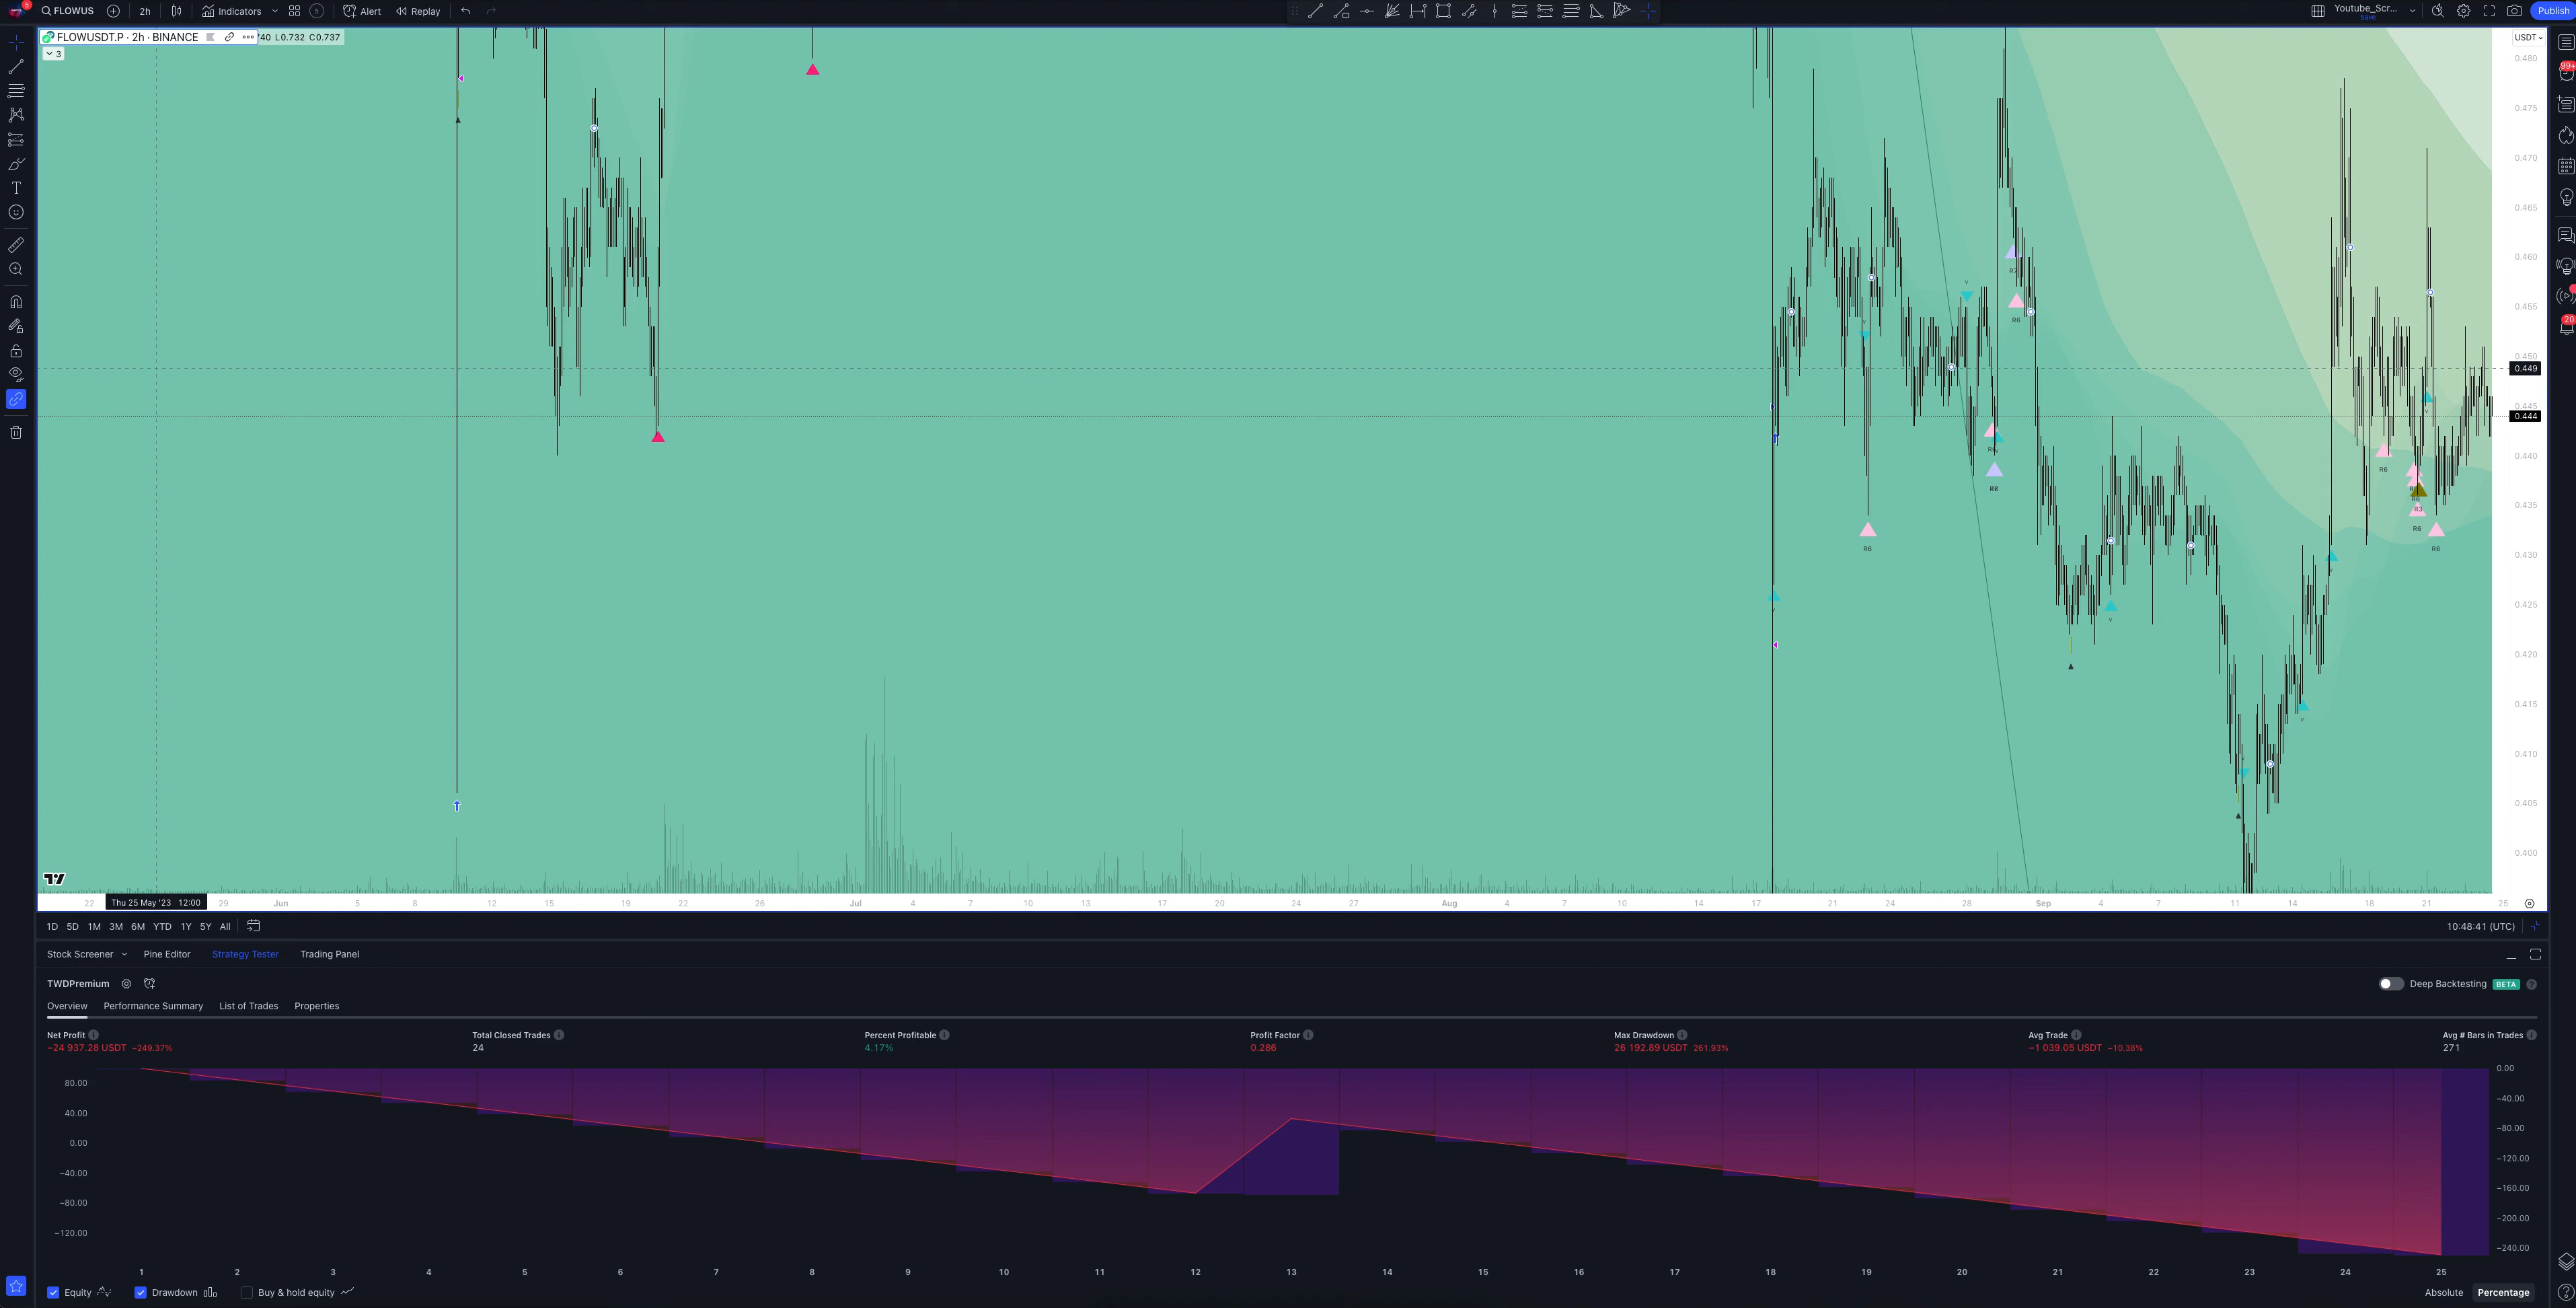 5 FLOWUS 2h Indicators 5 Alert Replay Youtube_Scr... Save Publish
FLOWUSDT.P · 2h · BINANCE 40 L0.732 C0.737 USDT
3
0.480
0.475
0.470
0.465
0.460
0.455
0.450
0.449
0.445
0.444
0.440
0.435
0.430
0.425
0.420
0.415
0.410
0.405
0.400
99+
20
R6
R6
R6
R6
R3
R6
R6
22 Thu 25 May '23 12:00 29 Jun 5 8 12 15 19 22 26 Jul 4 7 10 13 17 20 24 27 Aug 4 7 10 14 17 21 24 28 Sep 4 7 11 14 18 21 25
1D 5D 1M 3M 6M YTD 1Y 5Y All 10:48:41 (UTC)
Stock Screener Pine Editor Strategy Tester Trading Panel
TWDPremium Deep Backtesting BETA
Overview Performance Summary List of Trades Properties
Net Profit Total Closed Trades Percent Profitable Profit Factor Max Drawdown Avg Trade Avg # Bars in Trades
−24 937.28 USDT −249.37% 24 4.17% 0.286 26 192.89 USDT 261.93% −1 039.05 USDT −10.38% 271
80.00
40.00
0.00
−40.00
−80.00
−120.00
0.00
−40.00
−80.00
−120.00
−160.00
−200.00
−240.00
1 2 3 4 5 6 7 8 9 10 11 12 13 14 15 16 17 18 19 20 21 22 23 24 25
Equity Drawdown Buy & hold equity Absolute Percentage